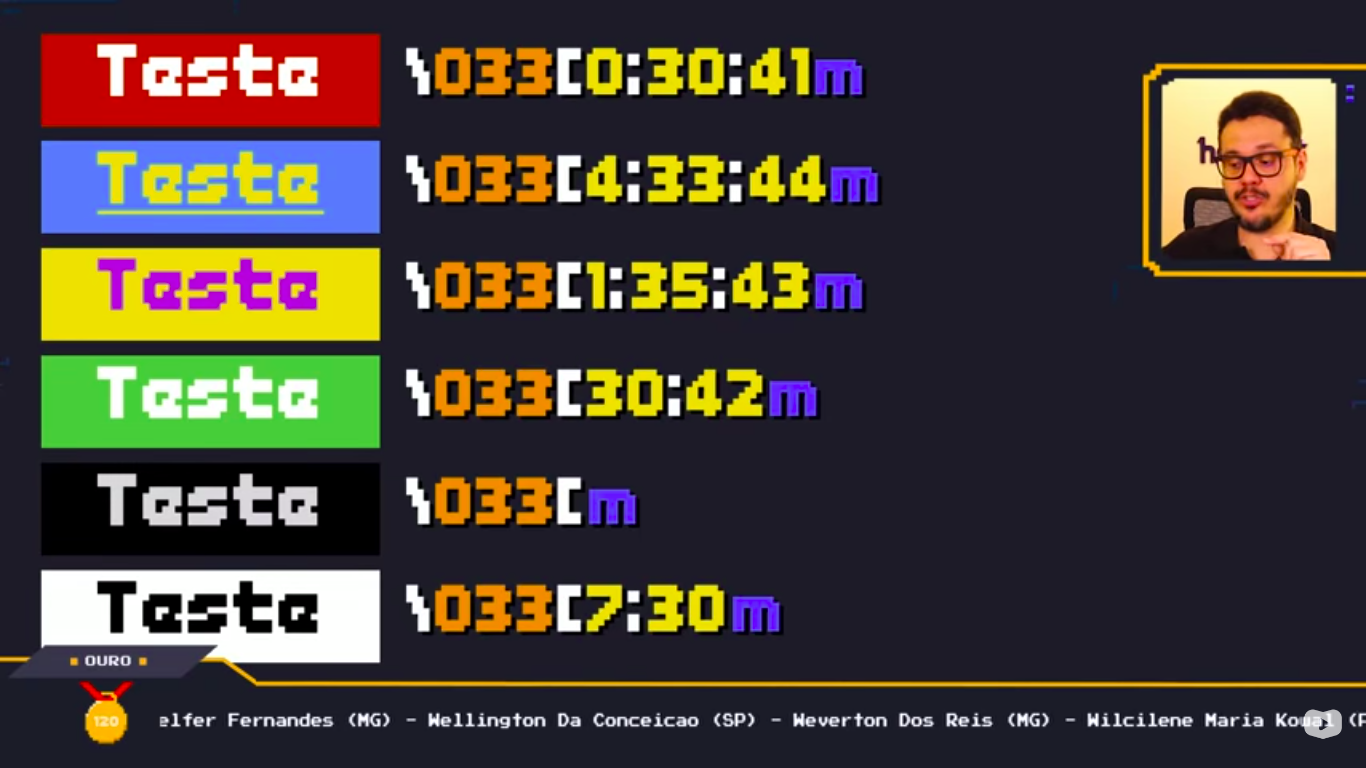 Teste \033[0:30:41m
Teste \033[4:33:44m
Teste \033[1:35:43m
Teste \033[30:42m
Teste \033[m
Teste \033[7:30m
OURO
120
elfer Fernandes (MG) - Wellington Da Conceicao (SP) - Weverton Dos Reis (MG) - Wilcilene Maria Koual (P